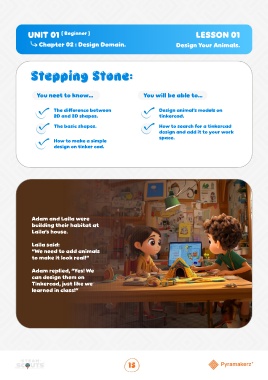 UNIT 01 [ Beginner ]
Chapter 02 : Design Domain.
LESSON 01
Design Your Animals.
Stepping Stone:
You neet to know...
The difference between
2D and 3D shapes.
The basic shapes.
How to make a simple
design on tinker cad.
You will be able to...
Design animal's models on
tinkercad.
How to search for a tinkercad
design and add it to your work
space.
Adam and Laila were
building their habitat at
Laila's house.
Laila said:
"We need to add animals
to make it look real!"
Adam replied, "Yes! We
can design them on
Tinkercad, just like we
learned in class!"
15
Pyramakers